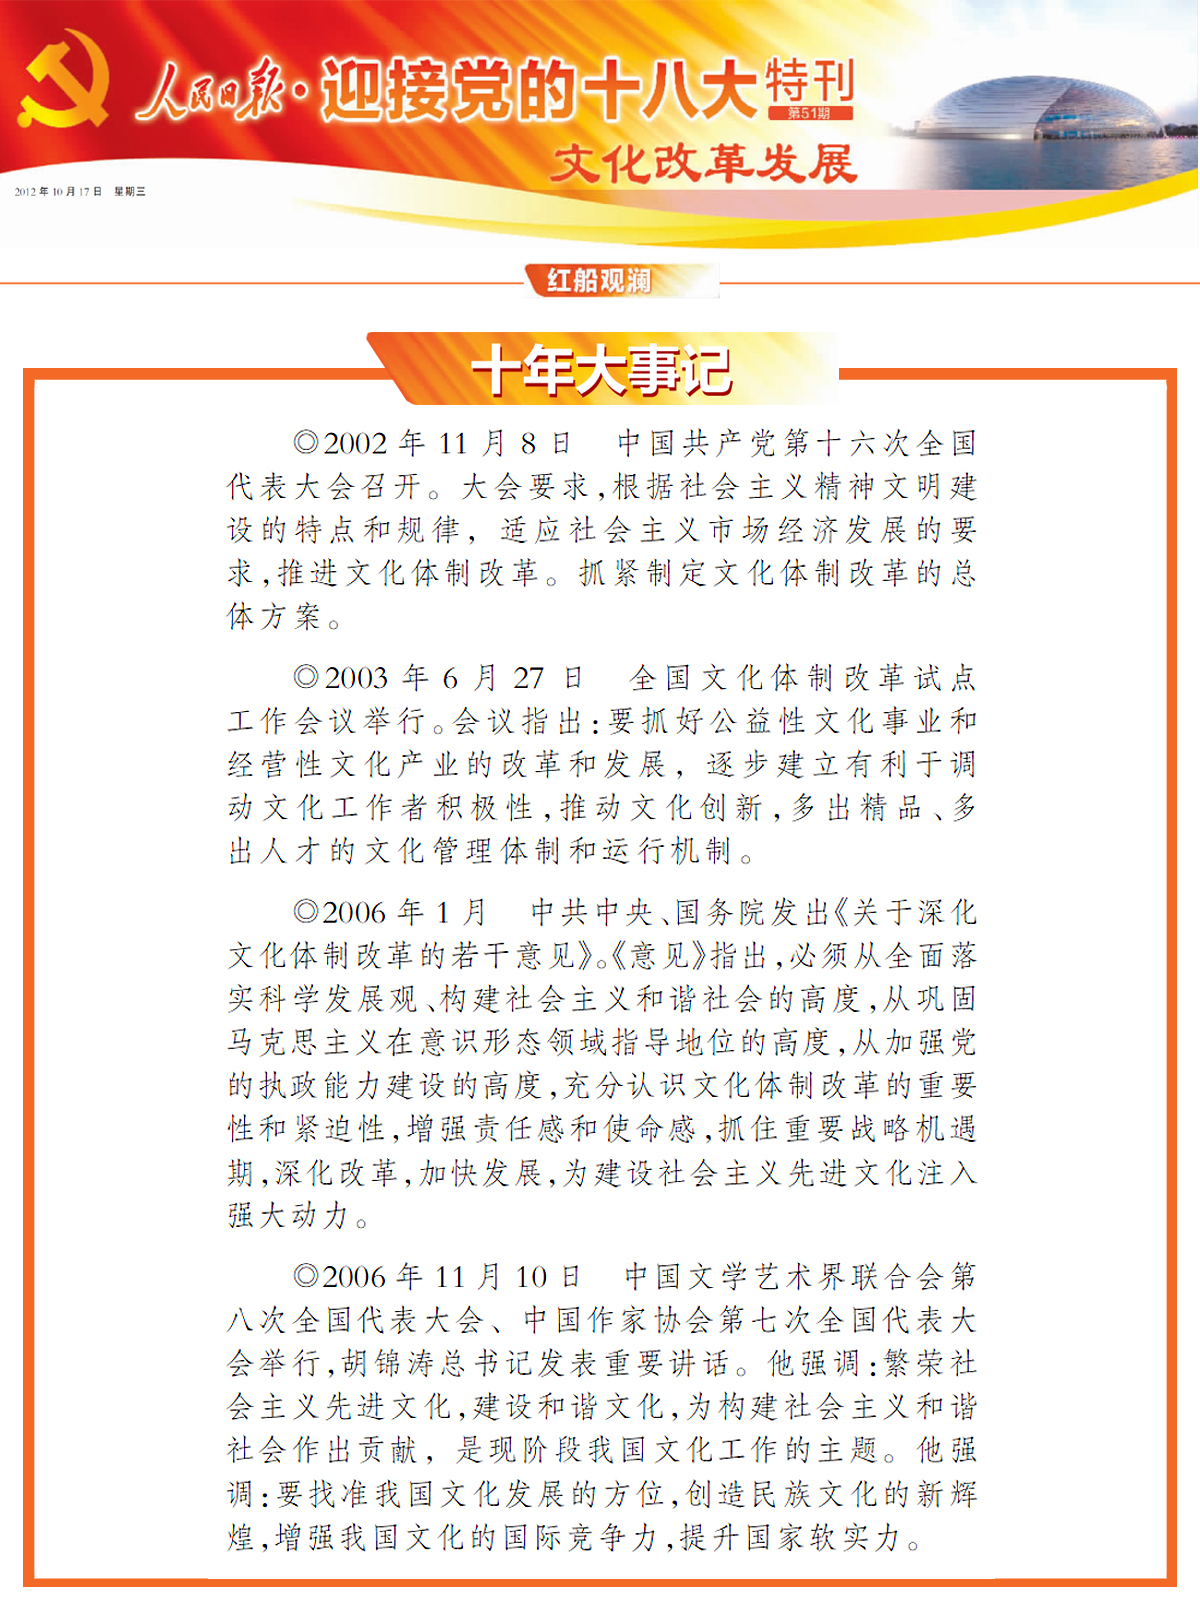 人民日报·迎接党的十八大特刊
第51期
文化改革发展
2012年10月17日 星期三
红船观澜
十年大事记
◎2002年11月8日 中国共产党第十六次全国
代表大会召开。大会要求,根据社会主义精神文明建
设的特点和规律,适应社会主义市场经济发展的要
求,推进文化体制改革。抓紧制定文化体制改革的总
体方案。
◎2003年6月27日 全国文化体制改革试点
工作会议举行。会议指出:要抓好公益性文化事业和
经营性文化产业的改革和发展,逐步建立有利于调
动文化工作者积极性,推动文化创新,多出精品、多
出人才的文化管理体制和运行机制。
◎2006年1月 中共中央、国务院发出《关于深化
文化体制改革的若干意见》。《意见》指出,必须从全面落
实科学发展观、构建社会主义和谐社会的高度,从巩固
马克思主义在意识形态领域指导地位的高度,从加强党
的执政能力建设的高度,充分认识文化体制改革的重要
性和紧迫性,增强责任感和使命感,抓住重要战略机遇
期,深化改革,加快发展,为建设社会主义先进文化注入
强大动力。
◎2006年11月10日 中国文学艺术界联合会第
八次全国代表大会、中国作家协会第七次全国代表大
会举行,胡锦涛总书记发表重要讲话。他强调:繁荣社
会主义先进文化,建设和谐文化,为构建社会主义和谐
社会作出贡献,是现阶段我国文化工作的主题。他强
调:要找准我国文化发展的方位,创造民族文化的新辉
煌,增强我国文化的国际竞争力,提升国家软实力。